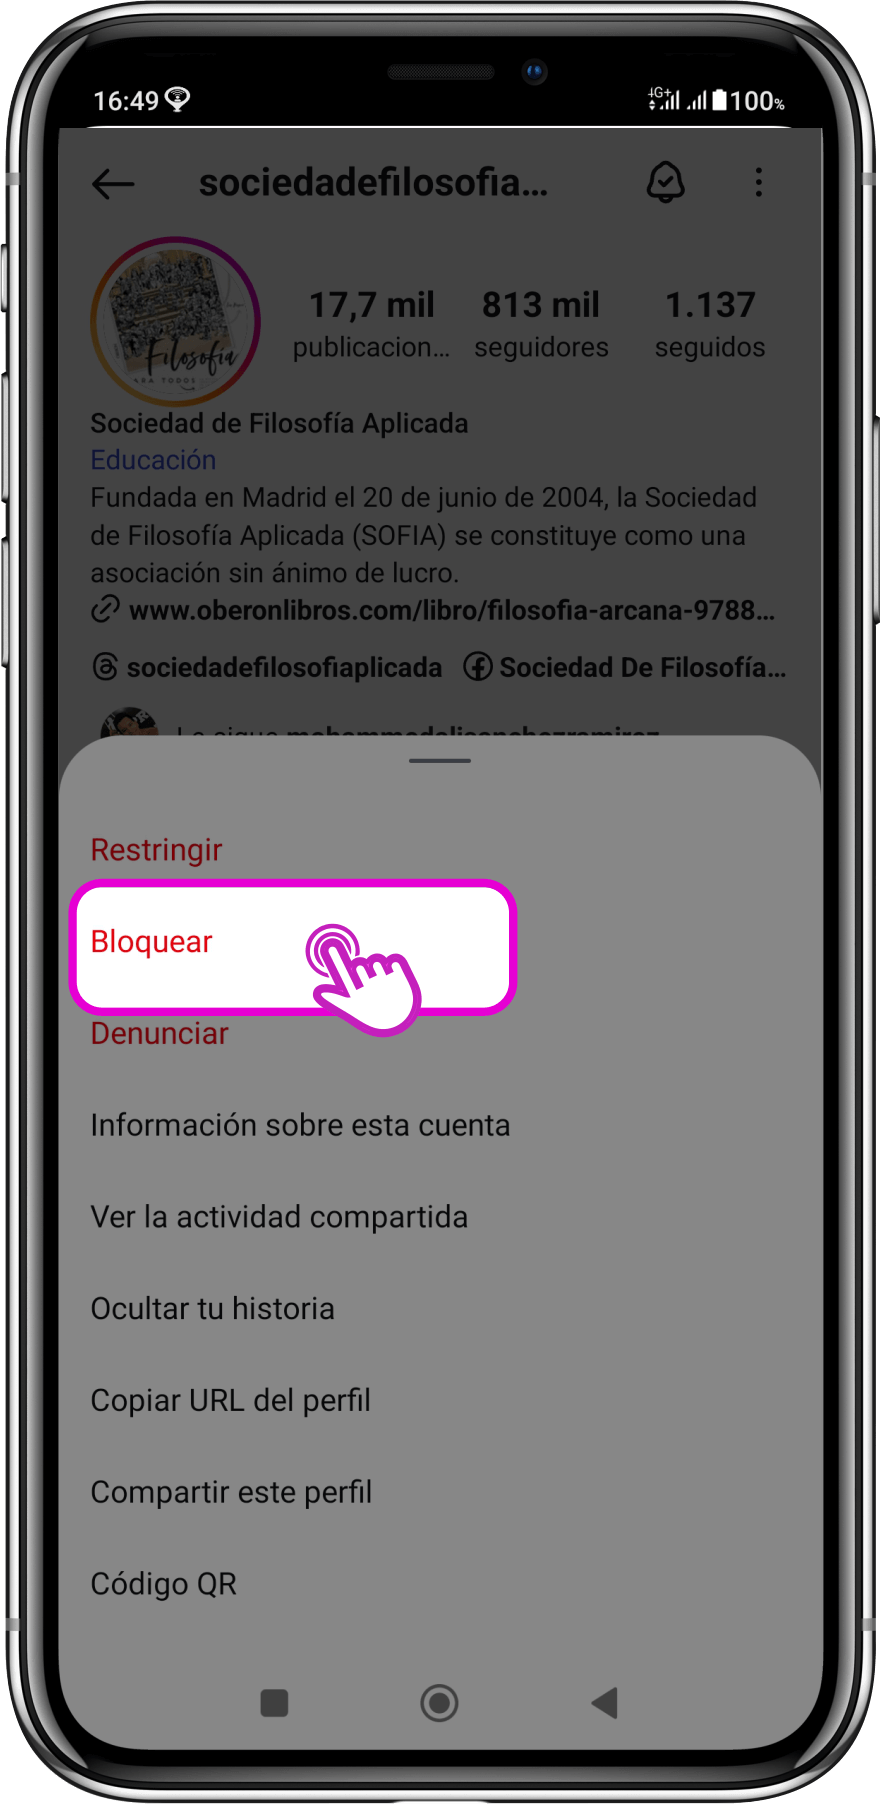 16:49 4G+ 100%
sociedadefilosofia...
Filosofía
RA TODOS
17,7 mil 813 mil 1.137
publicacion... seguidores seguidos
Sociedad de Filosofía Aplicada
Educación
Fundada en Madrid el 20 de junio de 2004, la Sociedad
de Filosofía Aplicada (SOFIA) se constituye como una
asociación sin ánimo de lucro.
www.oberonlibros.com/libro/filosofia-arcana-9788...
sociedadefilosofiaplicada Sociedad De Filosofía...
Lo sigue mohammedalisanchezramirez
Restringir
Bloquear
Denunciar
Información sobre esta cuenta
Ver la actividad compartida
Ocultar tu historia
Copiar URL del perfil
Compartir este perfil
Código QR